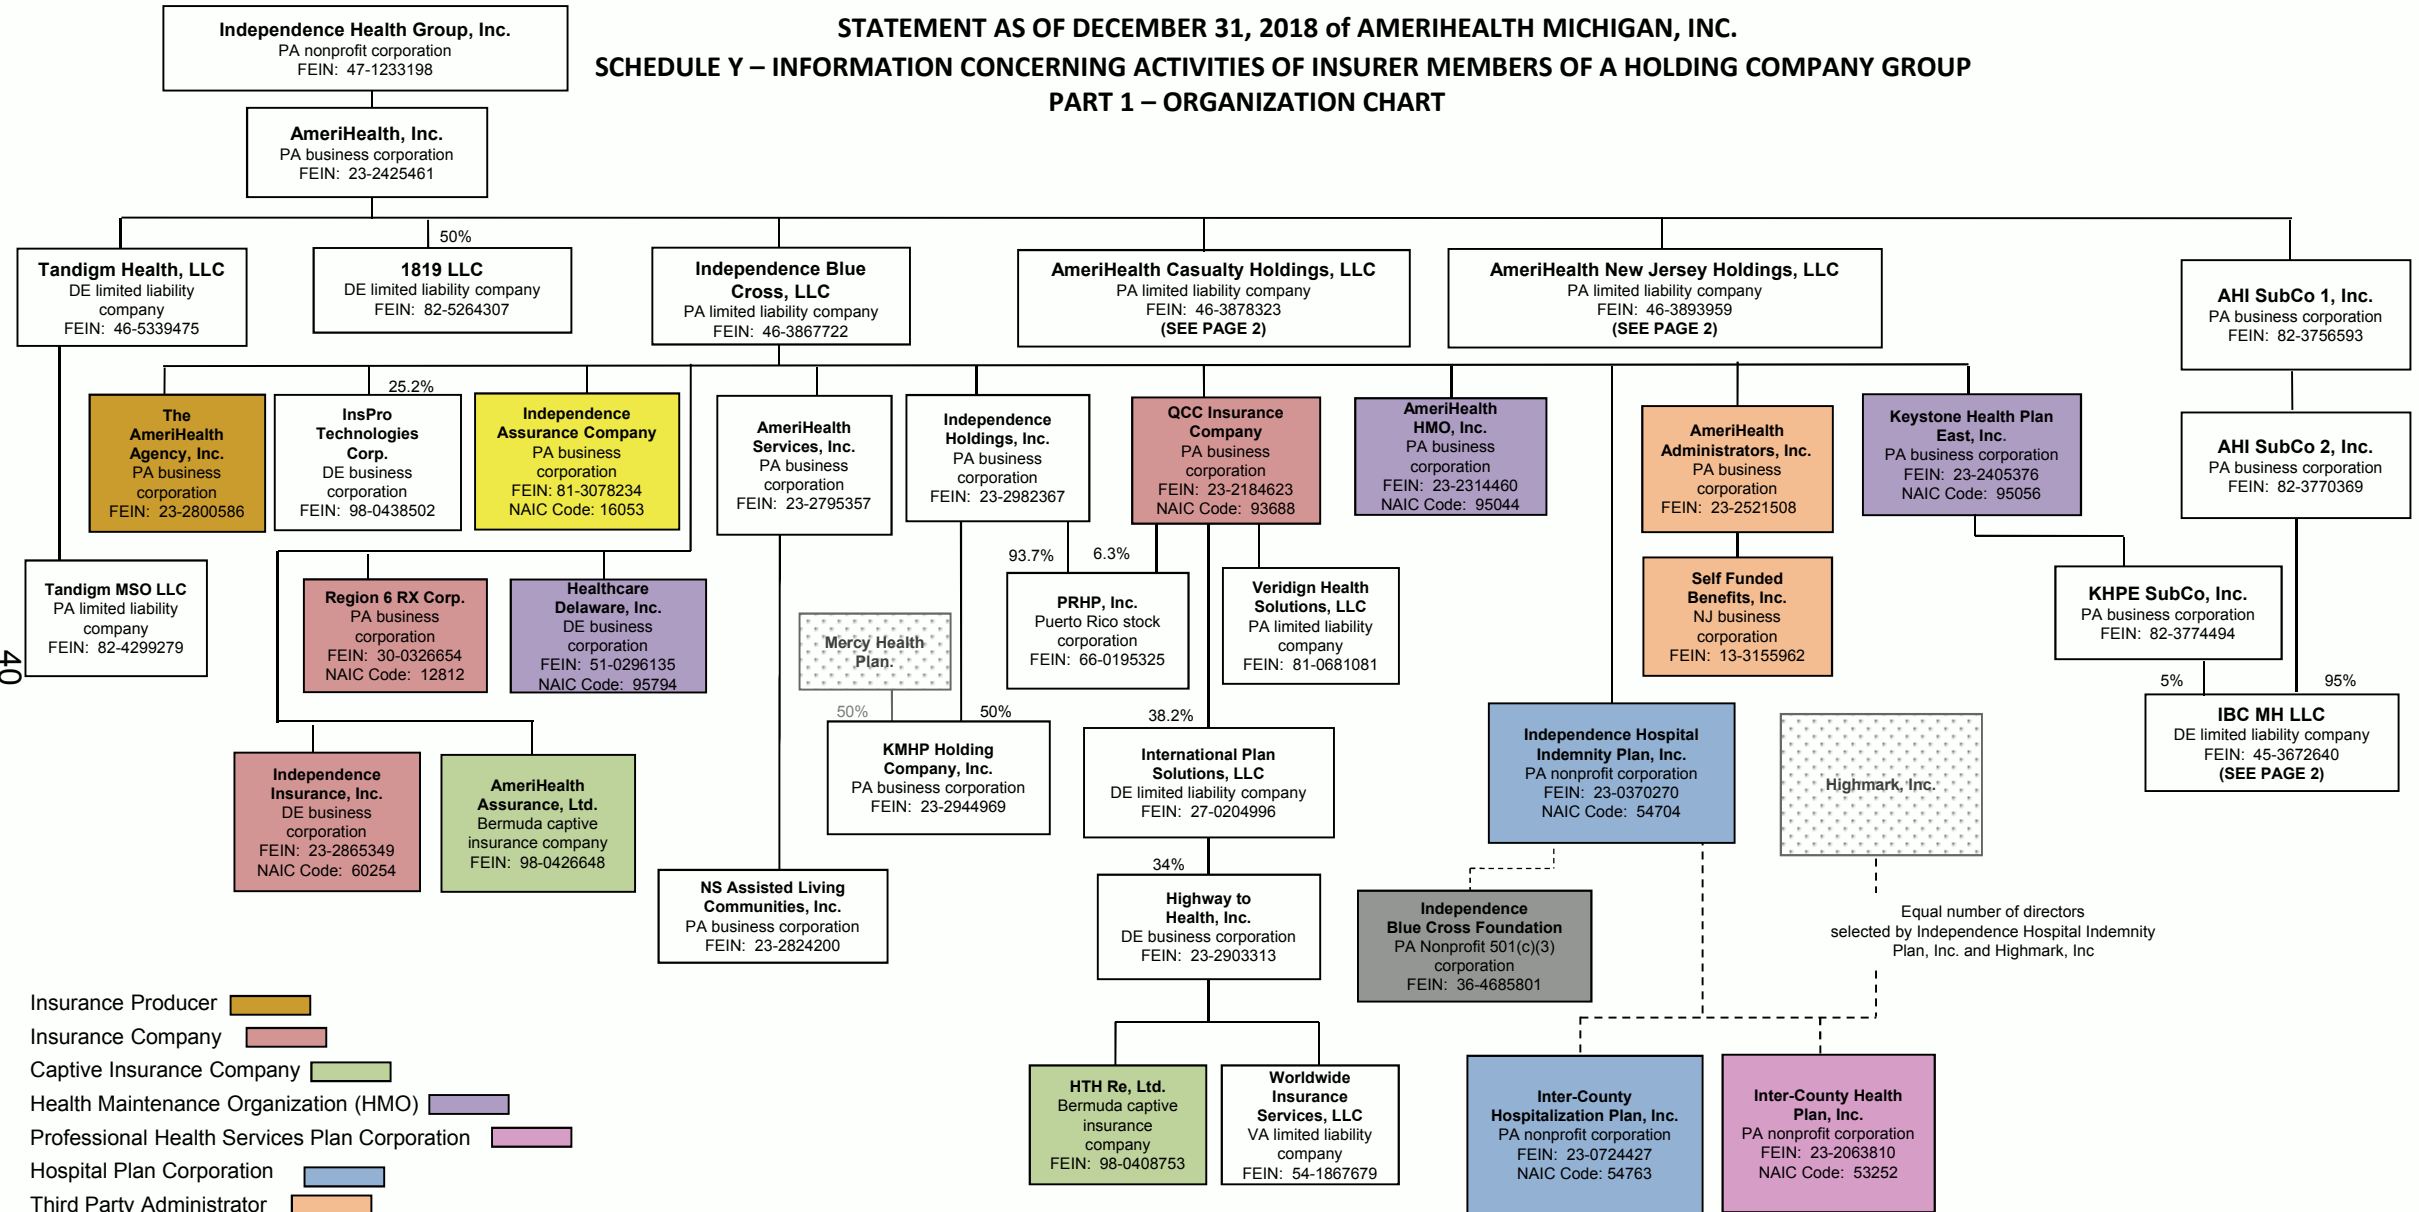 STATEMENT AS OF DECEMBER 31, 2018 of AMERIHEALTH MICHIGAN, INC.
SCHEDULE Y – INFORMATION CONCERNING ACTIVITIES OF INSURER MEMBERS OF A HOLDING COMPANY GROUP
PART 1 – ORGANIZATION CHART
Independence Health Group, Inc.
PA nonprofit corporation
FEIN: 47-1233198
AmeriHealth, Inc.
PA business corporation
FEIN: 23-2425461
Tandigm Health, LLC
DE limited liability
company
FEIN: 46-5339475
50%
1819 LLC
DE limited liability company
FEIN: 82-5264307
Independence Blue
Cross, LLC
PA limited liability company
FEIN: 46-3867722
AmeriHealth Casualty Holdings, LLC
PA limited liability company
FEIN: 46-3878323
(SEE PAGE 2)
AmeriHealth New Jersey Holdings, LLC
PA limited liability company
FEIN: 46-3893959
(SEE PAGE 2)
AHI SubCo 1, Inc.
PA business corporation
FEIN: 82-3756593
The
AmeriHealth
Agency, Inc.
PA business
corporation
FEIN: 23-2800586
25.2%
InsPro
Technologies
Corp.
DE business
corporation
FEIN: 98-0438502
Independence
Assurance Company
PA business
corporation
FEIN: 81-3078234
NAIC Code: 16053
AmeriHealth
Services, Inc.
PA business
corporation
FEIN: 23-2795357
Independence
Holdings, Inc.
PA business
corporation
FEIN: 23-2982367
QCC Insurance
Company
PA business
corporation
FEIN: 23-2184623
NAIC Code: 93688
AmeriHealth
HMO, Inc.
PA business
corporation
FEIN: 23-2314460
NAIC Code: 95044
AmeriHealth
Administrators, Inc.
PA business
corporation
FEIN: 23-2521508
Keystone Health Plan
East, Inc.
PA business corporation
FEIN: 23-2405376
NAIC Code: 95056
AHI SubCo 2, Inc.
PA business corporation
FEIN: 82-3770369
Tandigm MSO LLC
PA limited liability
company
FEIN: 82-4299279
Region 6 RX Corp.
PA business
corporation
FEIN: 30-0326654
NAIC Code: 12812
Healthcare
Delaware, Inc.
DE business
corporation
FEIN: 51-0296135
NAIC Code: 95794
Mercy Health
Plan.
93.7%
6.3%
PRHP, Inc.
Puerto Rico stock
corporation
FEIN: 66-0195325
Veridign Health
Solutions, LLC
PA limited liability
company
FEIN: 81-0681081
Self Funded
Benefits, Inc.
NJ business
corporation
FEIN: 13-3155962
KHPE SubCo, Inc.
PA business corporation
FEIN: 82-3774494
40
50%
50%
KMHP Holding
Company, Inc.
PA business corporation
FEIN: 23-2944969
38.2%
International Plan
Solutions, LLC
DE limited liability company
FEIN: 27-0204996
Independence Hospital
Indemnity Plan, Inc.
PA nonprofit corporation
FEIN: 23-0370270
NAIC Code: 54704
Highmark, Inc.
5%
95%
IBC MH LLC
DE limited liability company
FEIN: 45-3672640
(SEE PAGE 2)
Independence
Insurance, Inc.
DE business
corporation
FEIN: 23-2865349
NAIC Code: 60254
AmeriHealth
Assurance, Ltd.
Bermuda captive
insurance company
FEIN: 98-0426648
NS Assisted Living
Communities, Inc.
PA business corporation
FEIN: 23-2824200
34%
Highway to
Health, Inc.
DE business corporation
FEIN: 23-2903313
Independence
Blue Cross Foundation
PA Nonprofit 501(c)(3)
corporation
FEIN: 36-4685801
Equal number of directors
selected by Independence Hospital Indemnity
Plan, Inc. and Highmark, Inc
HTH Re, Ltd.
Bermuda captive
insurance
company
FEIN: 98-0408753
Worldwide
Insurance
Services, LLC
VA limited liability
company
FEIN: 54-1867679
Inter-County
Hospitalization Plan, Inc.
PA nonprofit corporation
FEIN: 23-0724427
NAIC Code: 54763
Inter-County Health
Plan, Inc.
PA nonprofit corporation
FEIN: 23-2063810
NAIC Code: 53252
Insurance Producer
Insurance Company
Captive Insurance Company
Health Maintenance Organization (HMO)
Professional Health Services Plan Corporation
Hospital Plan Corporation
Third Party Administrator